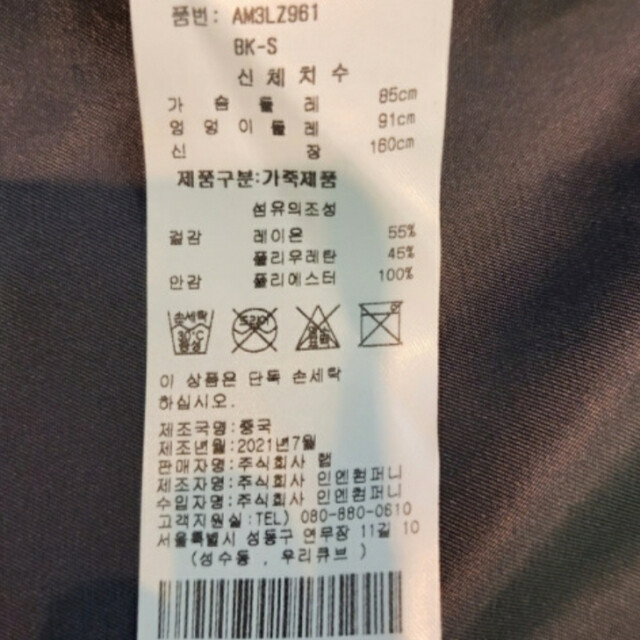 품번: AM3LZ961
BK-S
신체치수
가슴둘레 85cm
엉덩이둘레 91cm
신장 160cm
제품구분:가죽제품
섬유의조성
겉감 레이온 55%
폴리우레탄 45%
안감 폴리에스터 100%
손세탁
이 상품은 단독 손세탁
하십시오.
제조국명:중국
제조년월:2021년7월
판매자명:주식회사 랩
제조자명:주식회사 인엔현퍼니
수입자명:주식회사 인엔현퍼니
고객지원실:TEL) 080-880-0610
서울특별시 성동구 연무장 11길 10
(성수동, 우리큐브)